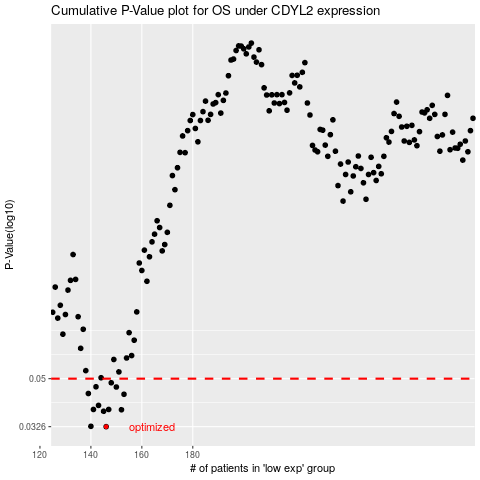 Cumulative P-Value plot for OS under CDYL2 expression
P-Value(log10)
0.05
0.0326
optimized
120 140 160 180
# of patients in 'low exp' group